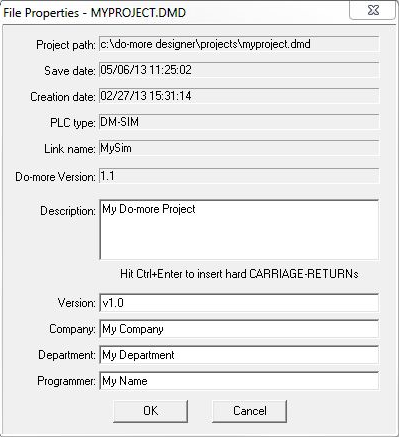 File Properties - MYPROJECT.DMD
Project path: c:\do-more designer\projects\myproject.dmd
Save date: 05/06/13 11:25:02
Creation date: 02/27/13 15:31:14
PLC type: DM-SIM
Link name: MySim
Do-more Version: 1.1
Description: My Do-more Project
Hit Ctrl+Enter to insert hard CARRIAGE-RETURNs
Version: v1.0
Company: My Company
Department: My Department
Programmer: My Name
OK Cancel